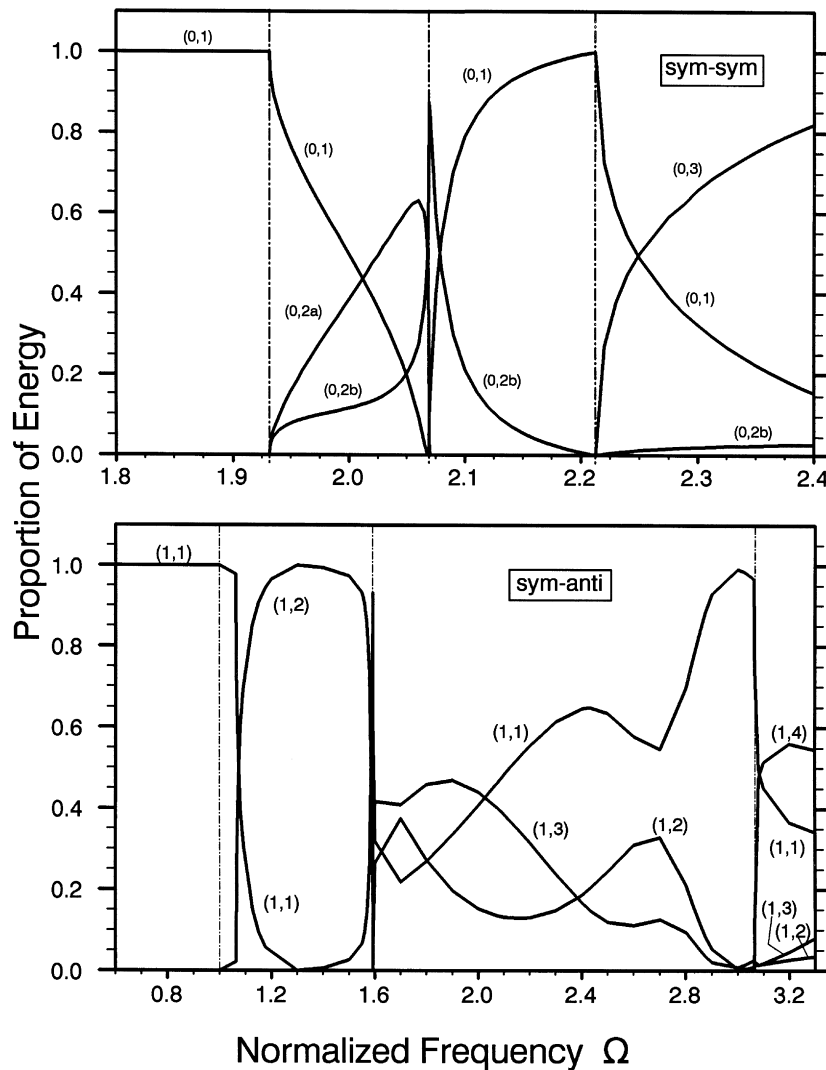 (0,1)
1.0
(0,1)
sym-sym
0.8
(0,1)
(0,3)
0.6
0.4
(0,2a)
(0,1)
(0,2b)
(0,2b)
0.2
(0,2b)
0.0
1.8 1.9 2.0 2.1 2.2 2.3 2.4
Proportion of Energy
(1,1)
1.0
sym-anti
(1,2)
0.8
0.6
(1,1)
(1,4)
0.4
(1,3)
(1,2)
(1,1)
0.2
(1,1)
(1,3)
(1,2)
0.0
0.8 1.2 1.6 2.0 2.4 2.8 3.2
Normalized Frequency Ω